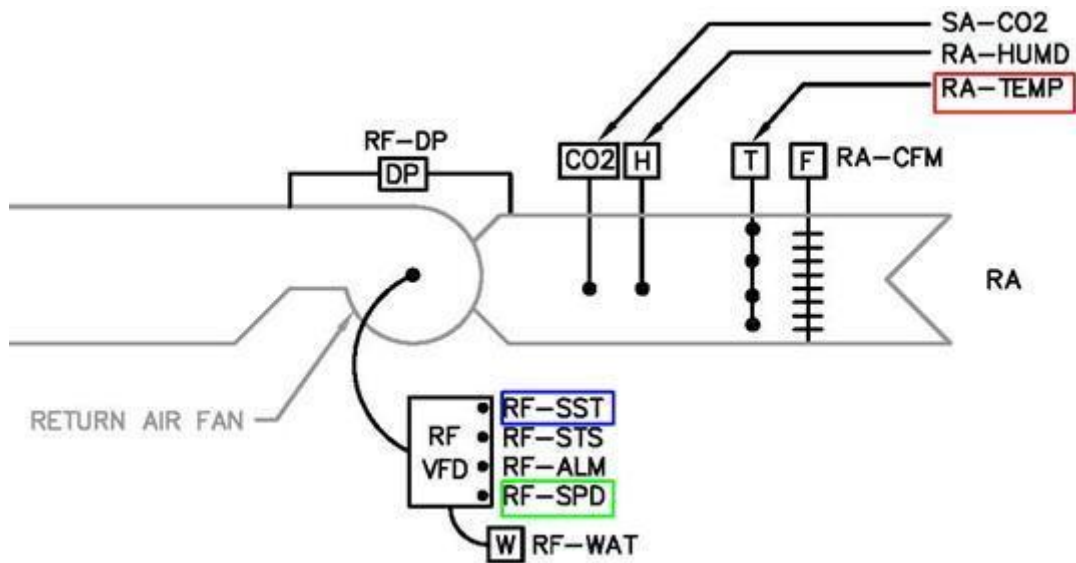 SA-CO2
RA-HUMD
RA-TEMP
RF-DP
DP
CO2
H
T
F
RA-CFM
RA
RETURN AIR FAN
RF
VFD
RF-SST
RF-STS
RF-ALM
RF-SPD
W
RF-WAT